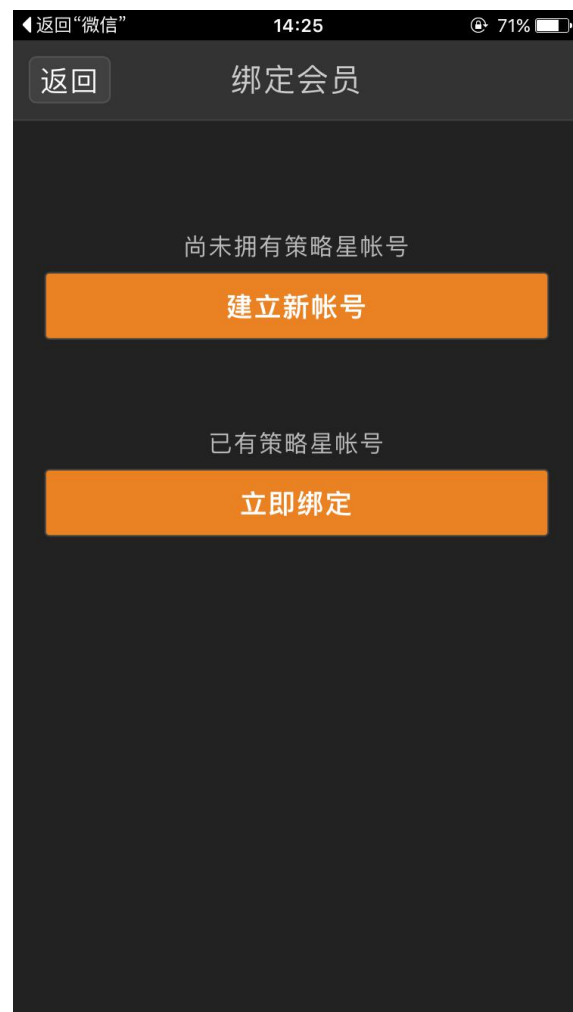 返回“微信” 14:25 71%
返回 绑定会员
尚未拥有策略星帐号
建立新帐号
已有策略星帐号
立即绑定